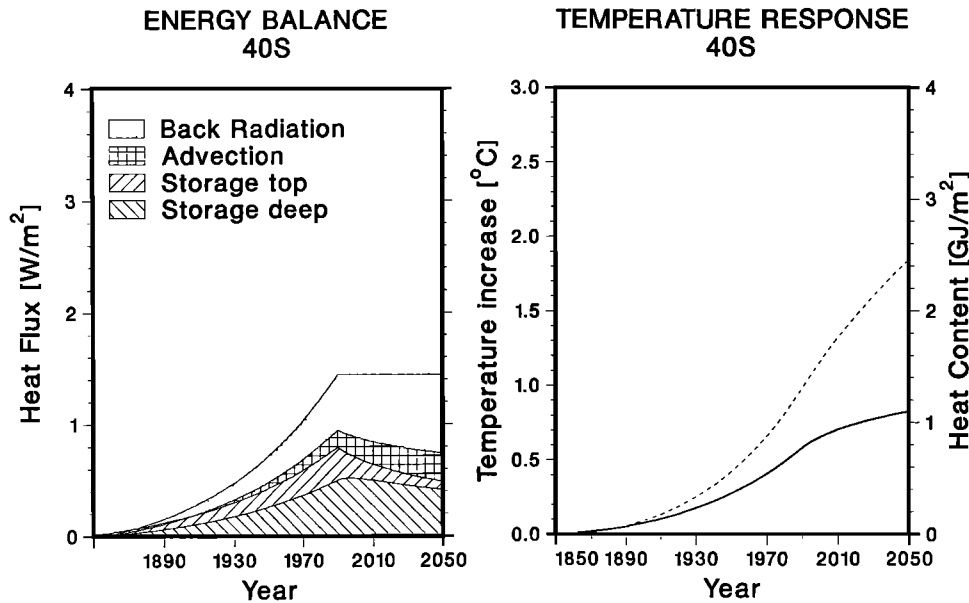 ENERGY BALANCE
40S
4
3
2
1
0
Heat Flux [W/m²]
Back Radiation
Advection
Storage top
Storage deep
1890 1930 1970 2010 2050
Year
TEMPERATURE RESPONSE
40S
3.0
2.5
2.0
1.5
1.0
0.5
0.0
Temperature increase [°C]
4
3
2
1
0
Heat Content [GJ/m²]
1850 1890 1930 1970 2010 2050
Year